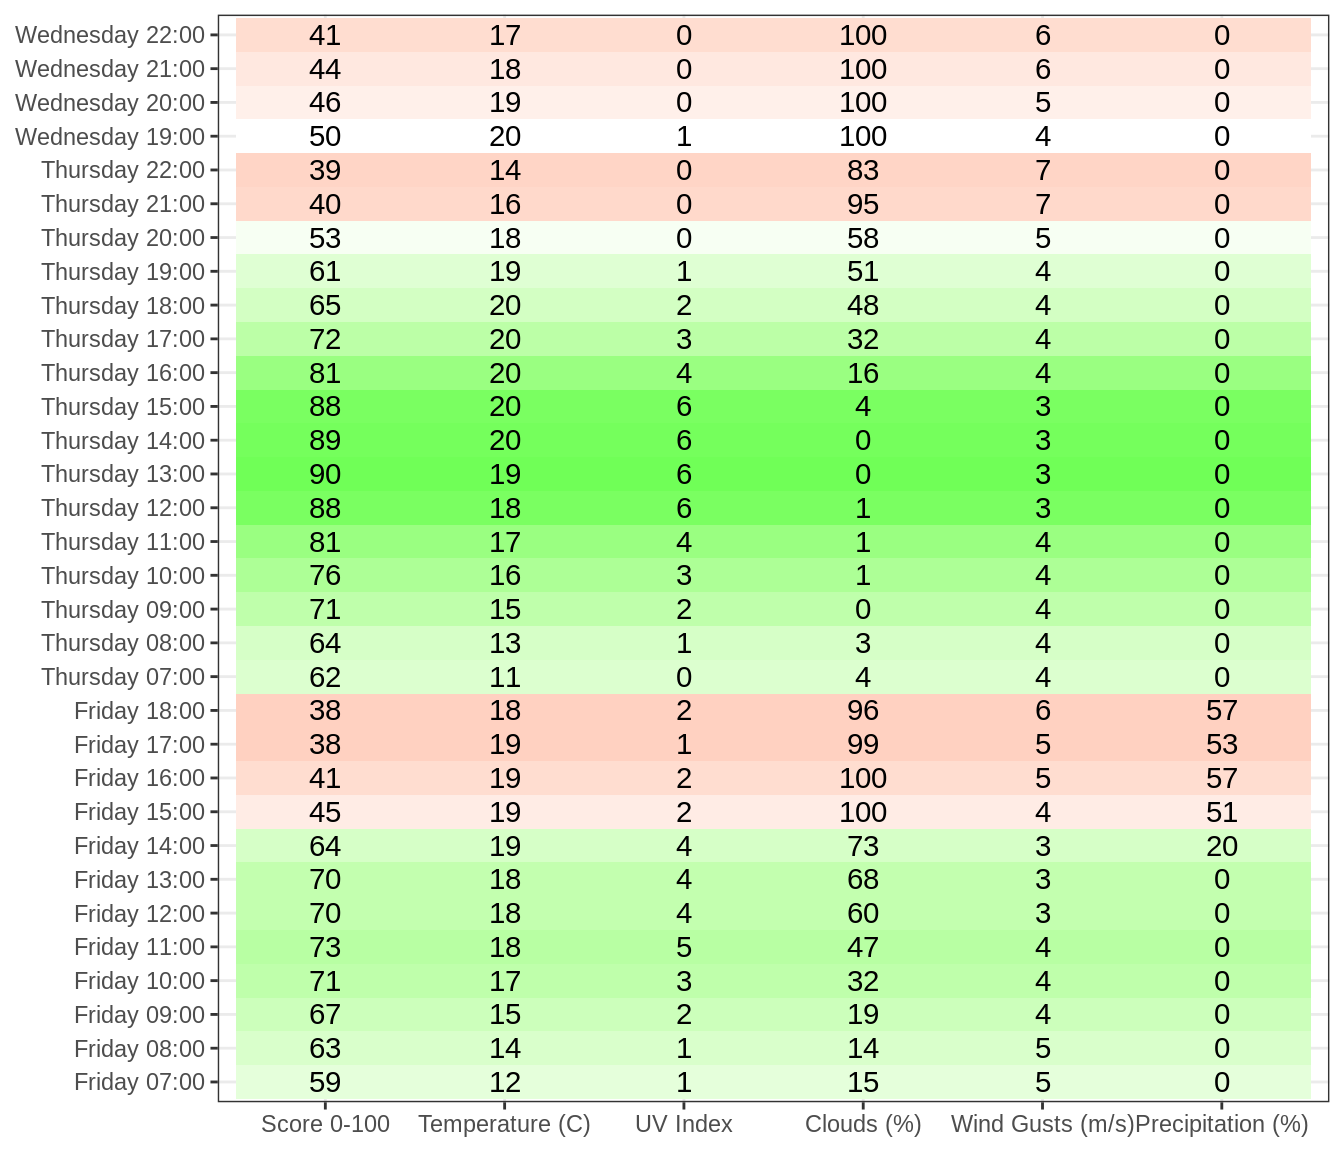 Wednesday 22:00 41 17 0 100 6 0
Wednesday 21:00 44 18 0 100 6 0
Wednesday 20:00 46 19 0 100 5 0
Wednesday 19:00 50 20 1 100 4 0
Thursday 22:00 39 14 0 83 7 0
Thursday 21:00 40 16 0 95 7 0
Thursday 20:00 53 18 0 58 5 0
Thursday 19:00 61 19 1 51 4 0
Thursday 18:00 65 20 2 48 4 0
Thursday 17:00 72 20 3 32 4 0
Thursday 16:00 81 20 4 16 4 0
Thursday 15:00 88 20 6 4 3 0
Thursday 14:00 89 20 6 0 3 0
Thursday 13:00 90 19 6 0 3 0
Thursday 12:00 88 18 6 1 3 0
Thursday 11:00 81 17 4 1 4 0
Thursday 10:00 76 16 3 1 4 0
Thursday 09:00 71 15 2 0 4 0
Thursday 08:00 64 13 1 3 4 0
Thursday 07:00 62 11 0 4 4 0
Friday 18:00 38 18 2 96 6 57
Friday 17:00 38 19 1 99 5 53
Friday 16:00 41 19 2 100 5 57
Friday 15:00 45 19 2 100 4 51
Friday 14:00 64 19 4 73 3 20
Friday 13:00 70 18 4 68 3 0
Friday 12:00 70 18 4 60 3 0
Friday 11:00 73 18 5 47 4 0
Friday 10:00 71 17 3 32 4 0
Friday 09:00 67 15 2 19 4 0
Friday 08:00 63 14 1 14 5 0
Friday 07:00 59 12 1 15 5 0
Score 0-100 Temperature (C) UV Index Clouds (%) Wind Gusts (m/s) Precipitation (%)